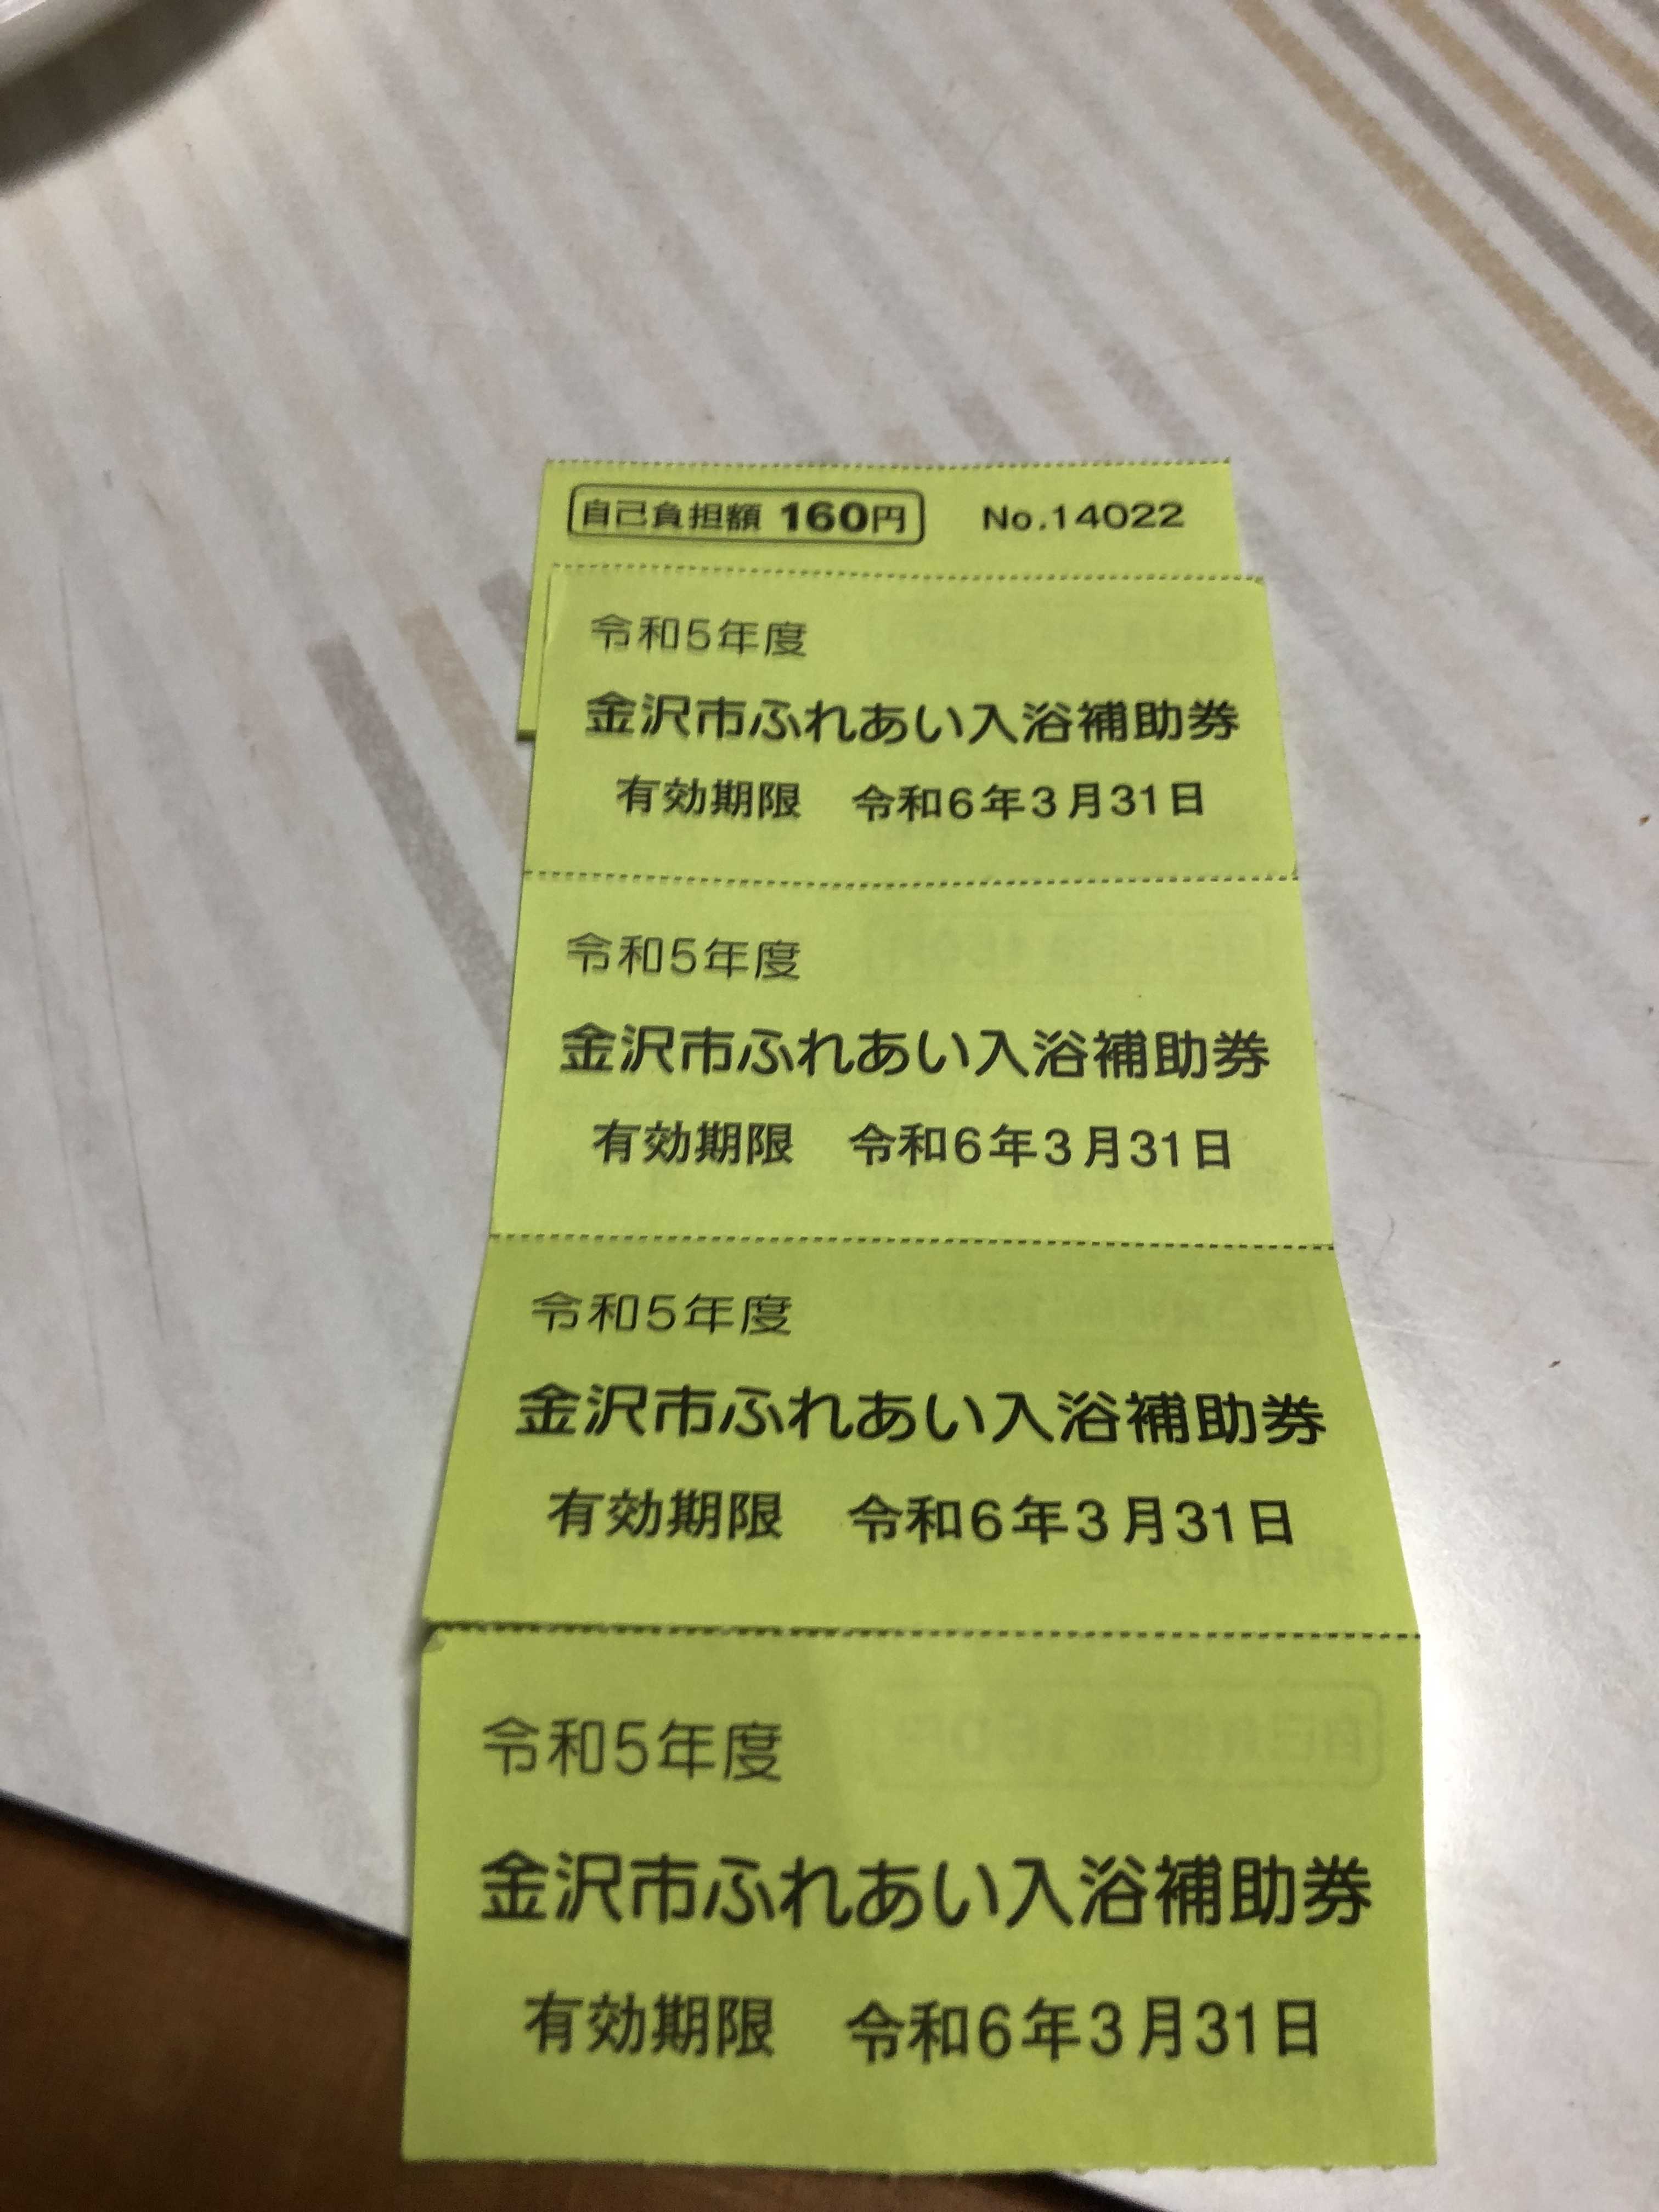 自己負担額 160円 No.14022
令和5年度
金沢市ふれあい入浴補助券
有効期限 令和6年3月31日
令和5年度
金沢市ふれあい入浴補助券
有効期限 令和6年3月31日
令和5年度
金沢市ふれあい入浴補助券
有効期限 令和6年3月31日
令和5年度
金沢市ふれあい入浴補助券
有効期限 令和6年3月31日